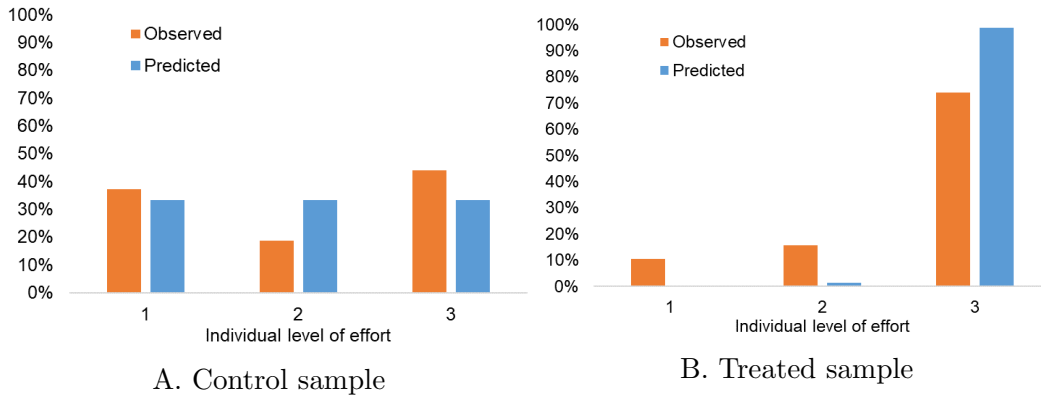 100%
90%
80%
70%
60%
50%
40%
30%
20%
10%
0%
Observed
Predicted
1 2 3
Individual level of effort
A. Control sample
100%
90%
80%
70%
60%
50%
40%
30%
20%
10%
0%
Observed
Predicted
1 2 3
Individual level of effort
B. Treated sample